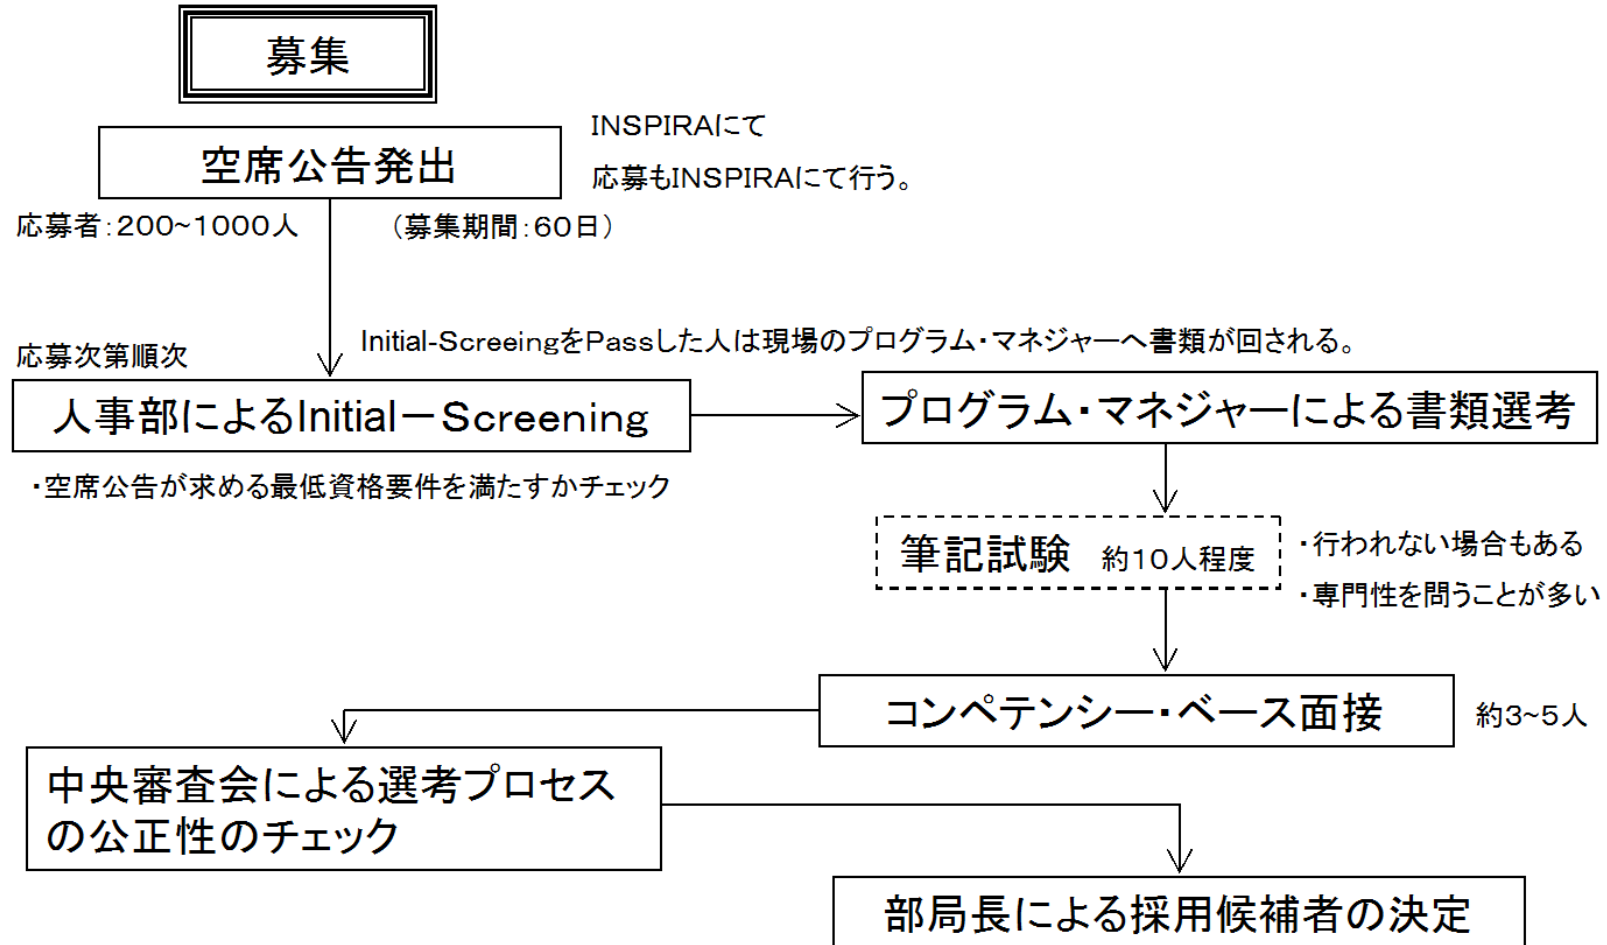 募集
空席公告発出
INSPIRAにて
応募もINSPIRAにて行う。
応募者：200~1000人
（募集期間：60日）
応募次第順次
Initial-ScreeingをPassした人は現場のプログラム・マネジャーへ書類が回される。
人事部によるInitial－Screening
プログラム・マネジャーによる書類選考
・空席公告が求める最低資格要件を満たすかチェック
筆記試験　約10人程度
・行われない場合もある
・専門性を問うことが多い
コンペテンシー・ベース面接
約3~5人
中央審査会による選考プロセス
の公正性のチェック
部局長による採用候補者の決定